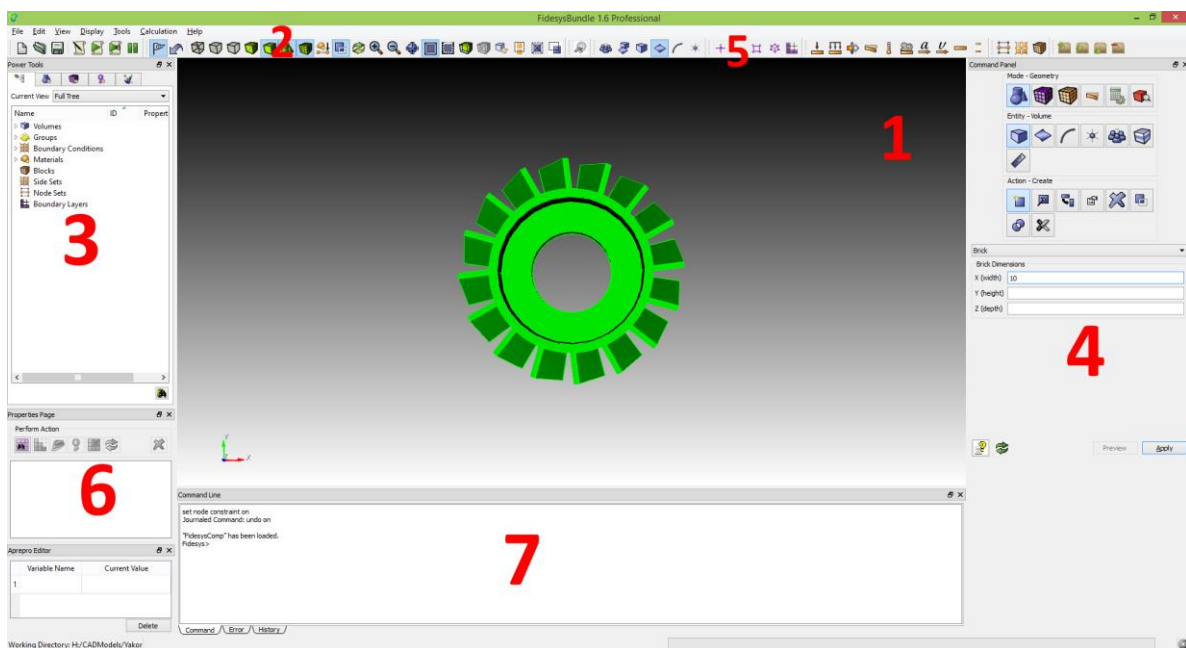 FidesysBundle 1.6 Professional
File Edit View Display Tools Calculation Help
2
5
Power Tools
Current View Full Tree
Name ID Propert
Volumes
Groups
Boundary Conditions
Materials
Blocks
Side Sets
Node Sets
Boundary Layers
3
Properties Page
Perform Action
6
Aprepro Editor
Variable Name Current Value
1
Delete
Working Directory: H:/CADModels/Yakor
1
Y
X
Command Line
set node constraint on
Journaled Command: undo on
"FidesysComp" has been loaded.
Fidesys>
7
Command Error History
Command Panel
Mode - Geometry
Entity - Volume
Action - Create
Brick
Brick Dimensions
X (width) 10
Y (height)
Z (depth)
4
Preview Apply